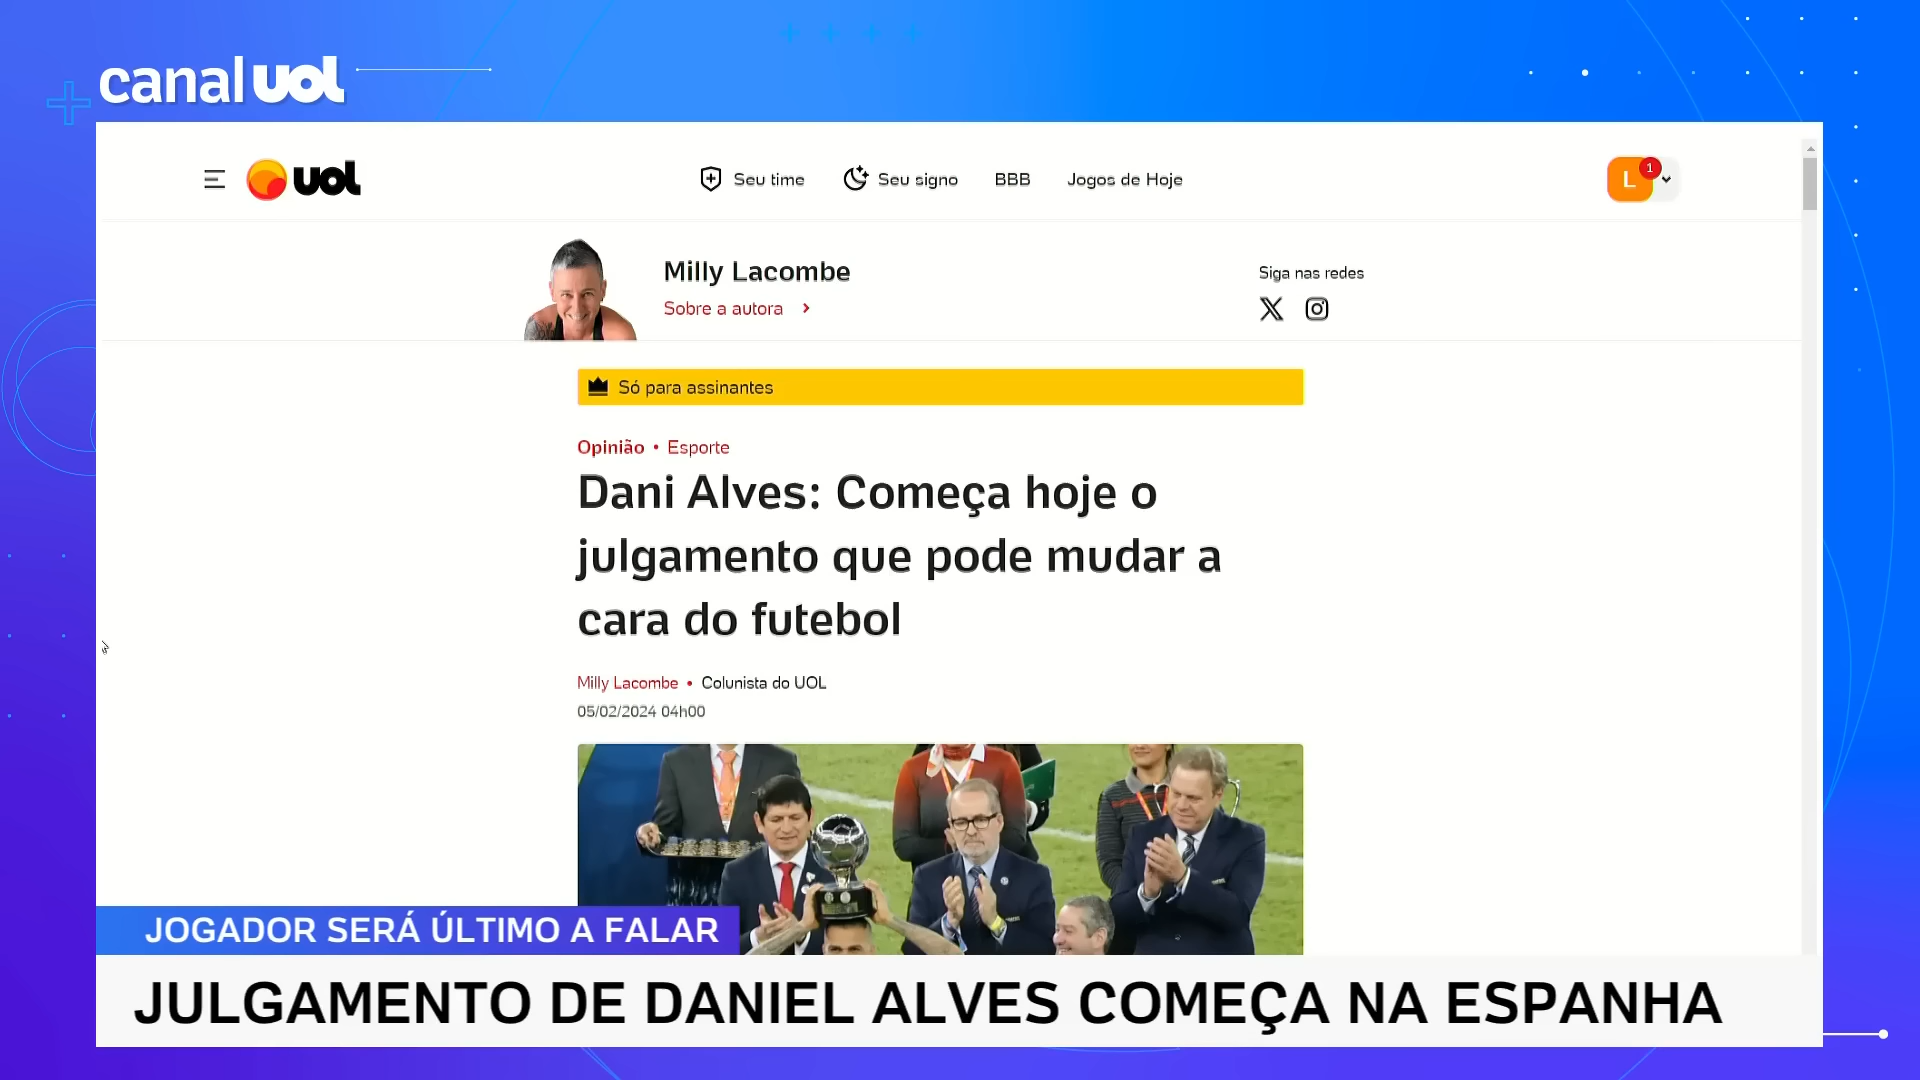 canal uol
uol
Seu time
Seu signo
BBB
Jogos de Hoje
L
1
Milly Lacombe
Sobre a autora
Siga nas redes
Só para assinantes
Opinião • Esporte
Dani Alves: Começa hoje o
julgamento que pode mudar a
cara do futebol
Milly Lacombe • Colunista do UOL
05/02/2024 04h00
JOGADOR SERÁ ÚLTIMO A FALAR
JULGAMENTO DE DANIEL ALVES COMEÇA NA ESPANHA